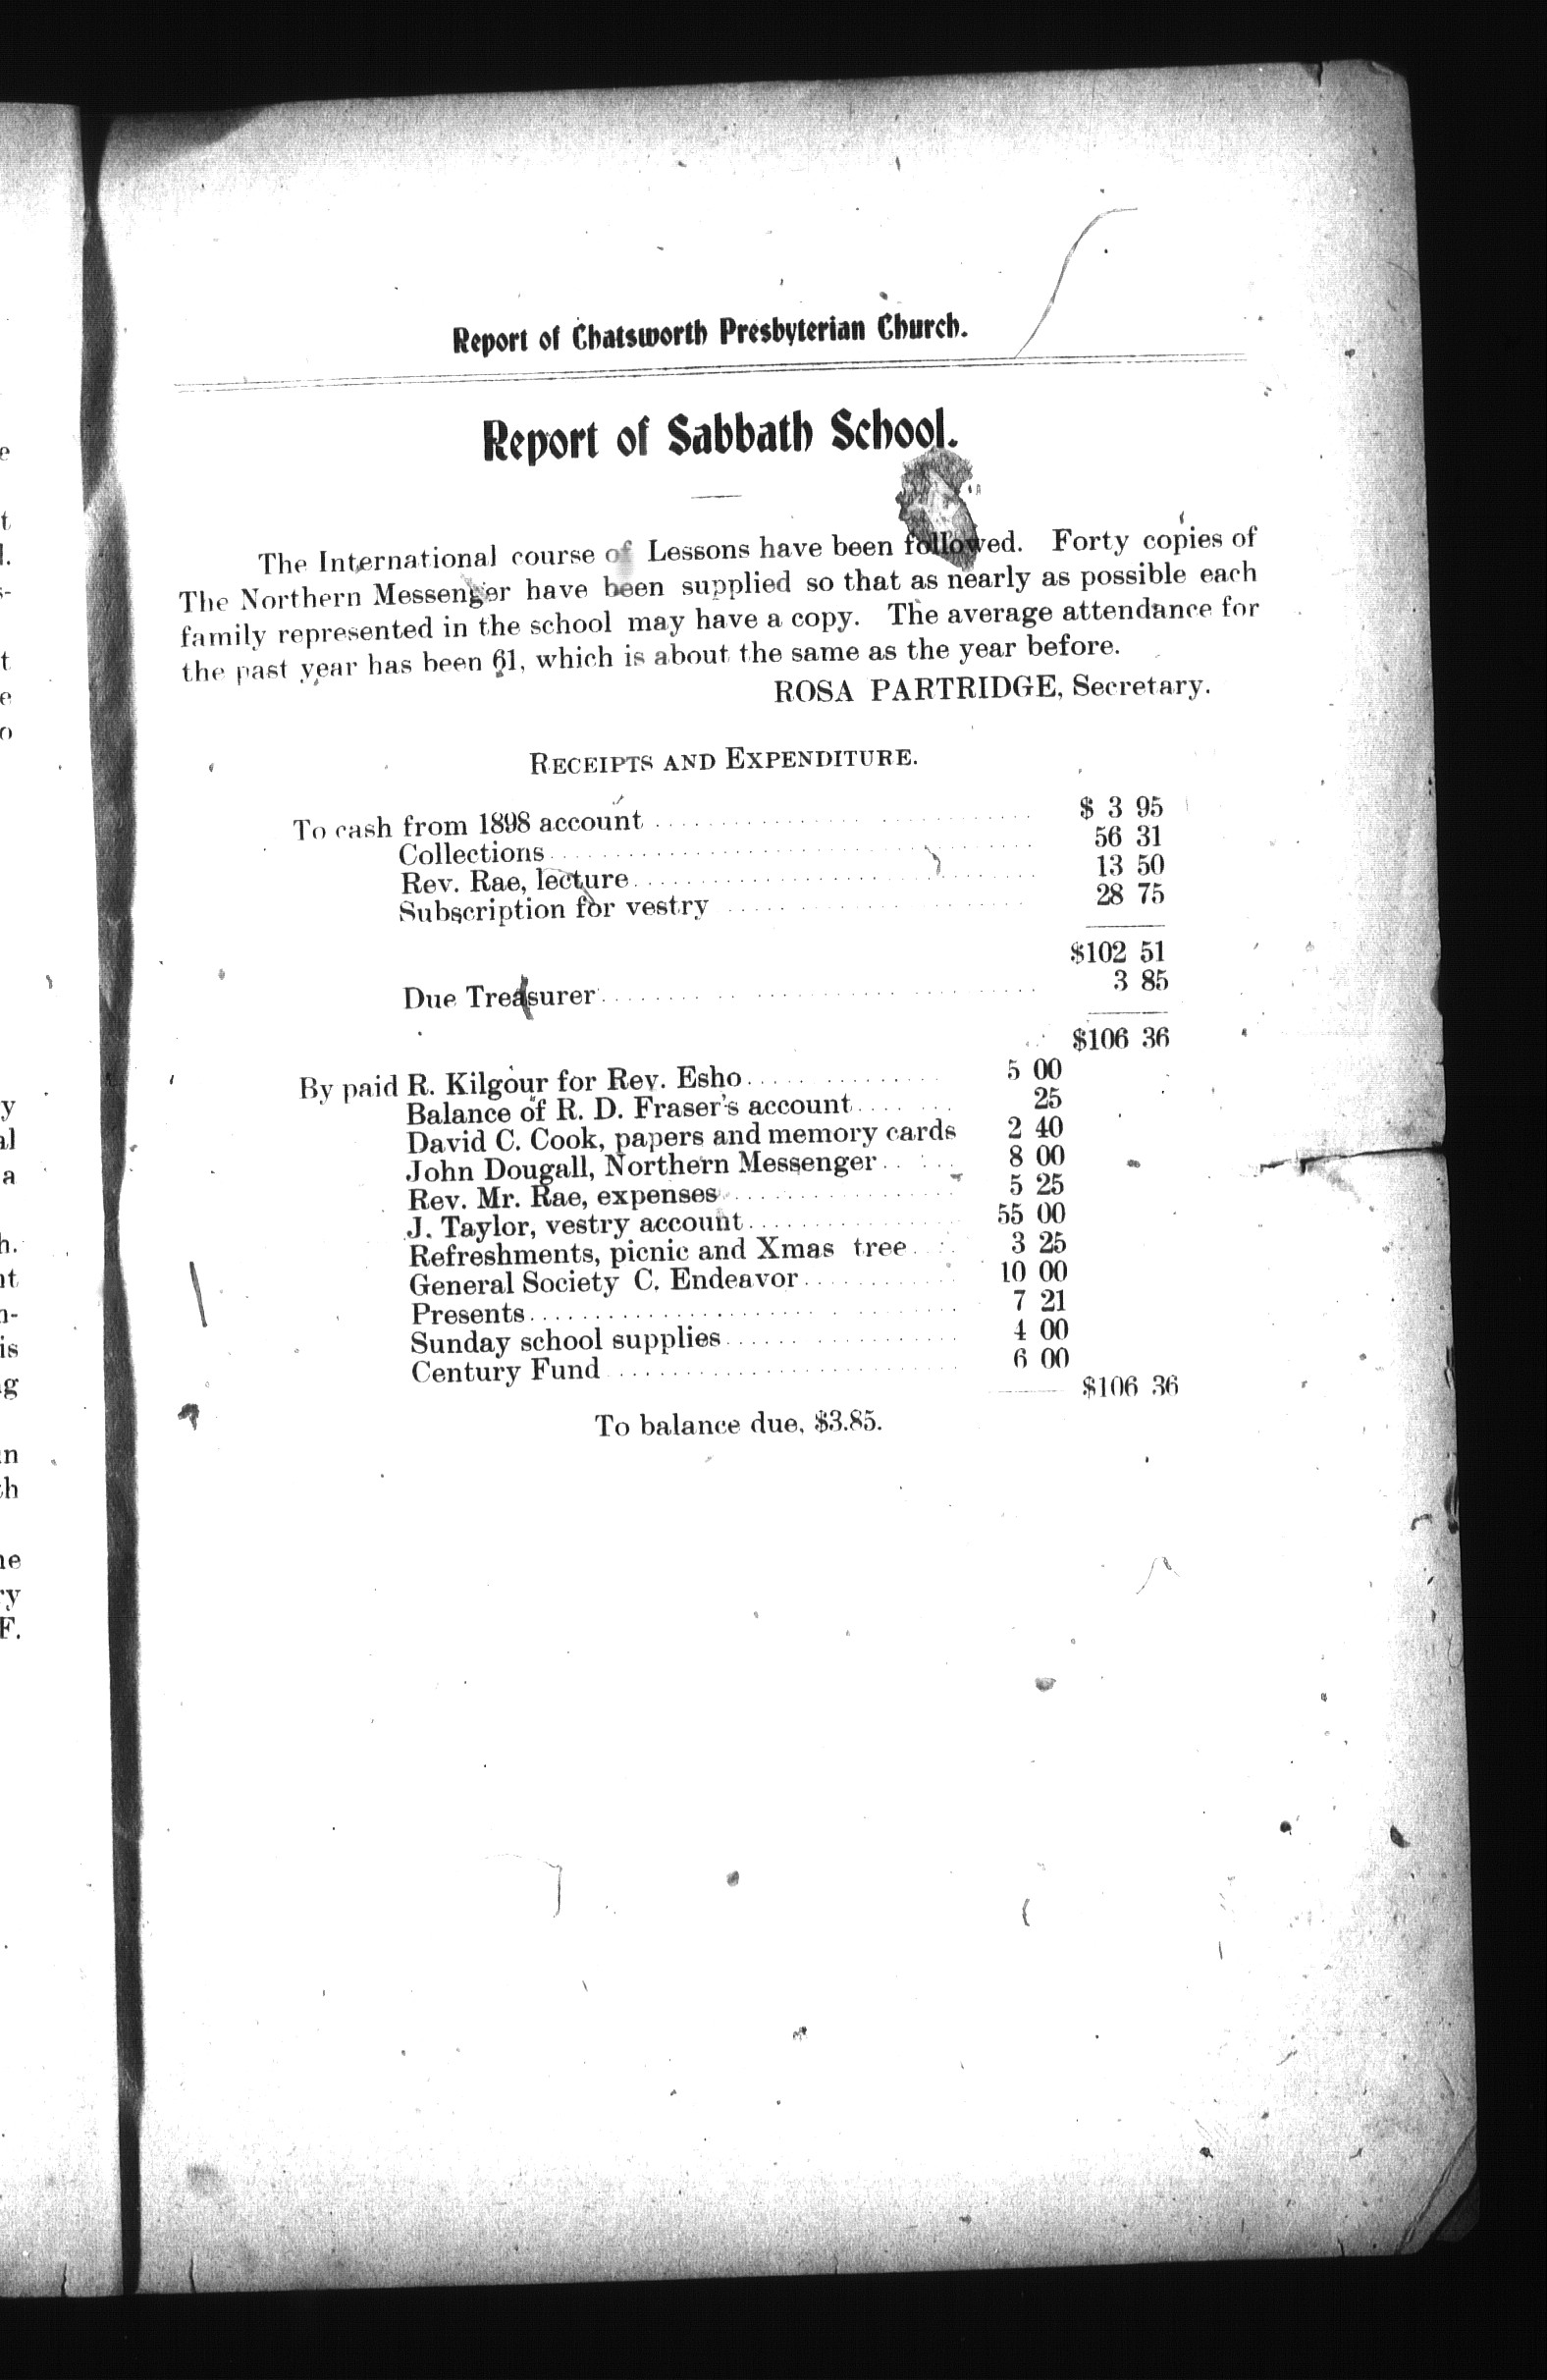 Report of Chatsworth Presbyterian Church.
Report of Sabbath School.
The International course of Lessons have been followed. Forty copies of
The Northern Messenger have been supplied so that as nearly as possible each
family represented in the school may have a copy. The average attendance for
the past year has been 61, which is about the same as the year before.
ROSA PARTRIDGE, Secretary.
RECEIPTS AND EXPENDITURE.
To cash from 1898 account $ 3 95
Collections 56 31
Rev. Rae, lecture 13 50
Subscription for vestry 28 75
$102 51
Due Treasurer 3 85
$106 36
By paid R. Kilgour for Rev. Esho 5 00
Balance of R. D. Fraser's account 25
David C. Cook, papers and memory cards 2 40
John Dougall, Northern Messenger 8 00
Rev. Mr. Rae, expenses 5 25
J. Taylor, vestry account 55 00
Refreshments, picnic and Xmas tree 3 25
General Society C. Endeavor 10 00
Presents 7 21
Sunday school supplies 4 00
Century Fund 6 00
$106 36
To balance due, $3.85.